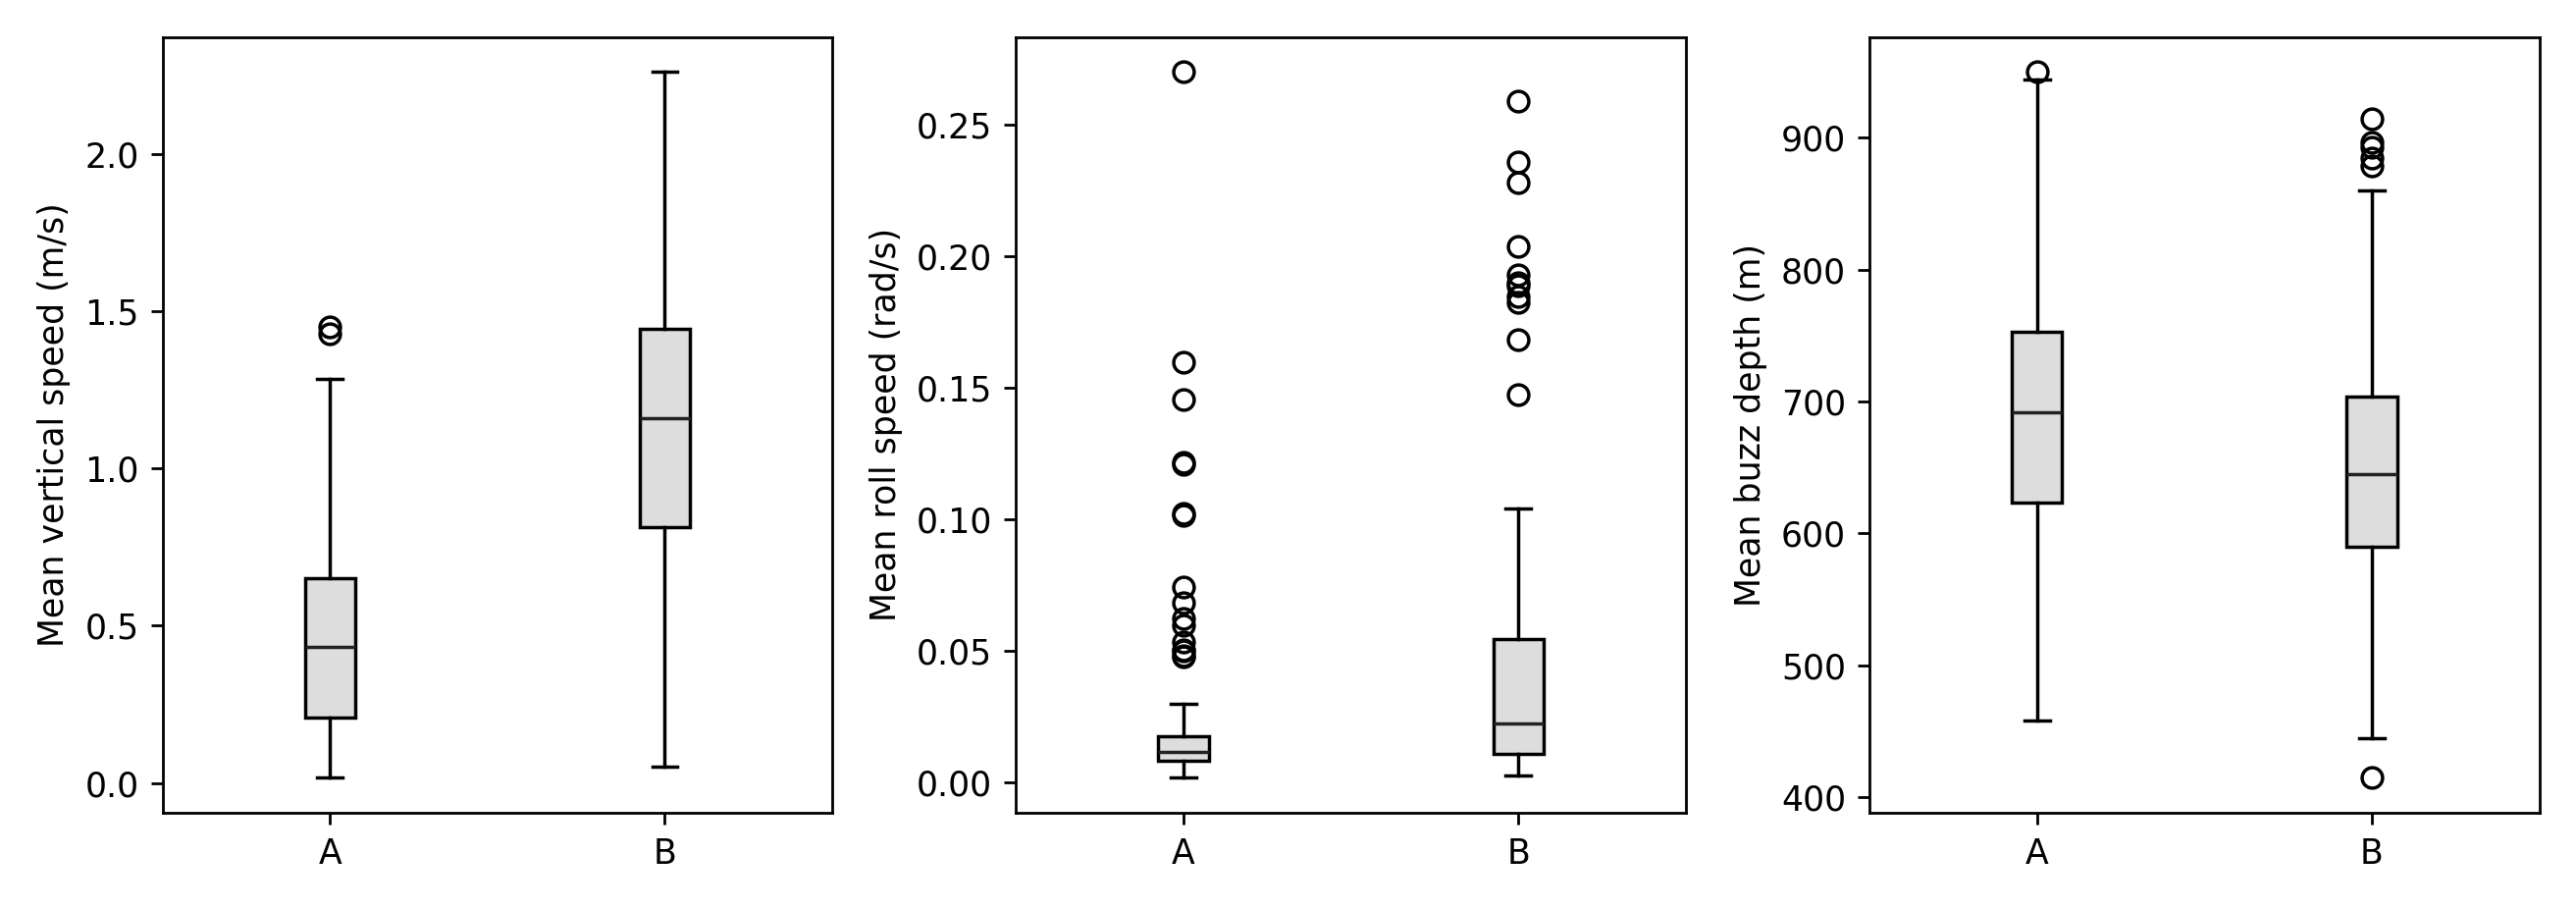 Mean vertical speed (m/s)
2.0
1.5
1.0
0.5
0.0
A B
Mean roll speed (rad/s)
0.25
0.20
0.15
0.10
0.05
0.00
A B
Mean buzz depth (m)
900
800
700
600
500
400
A B